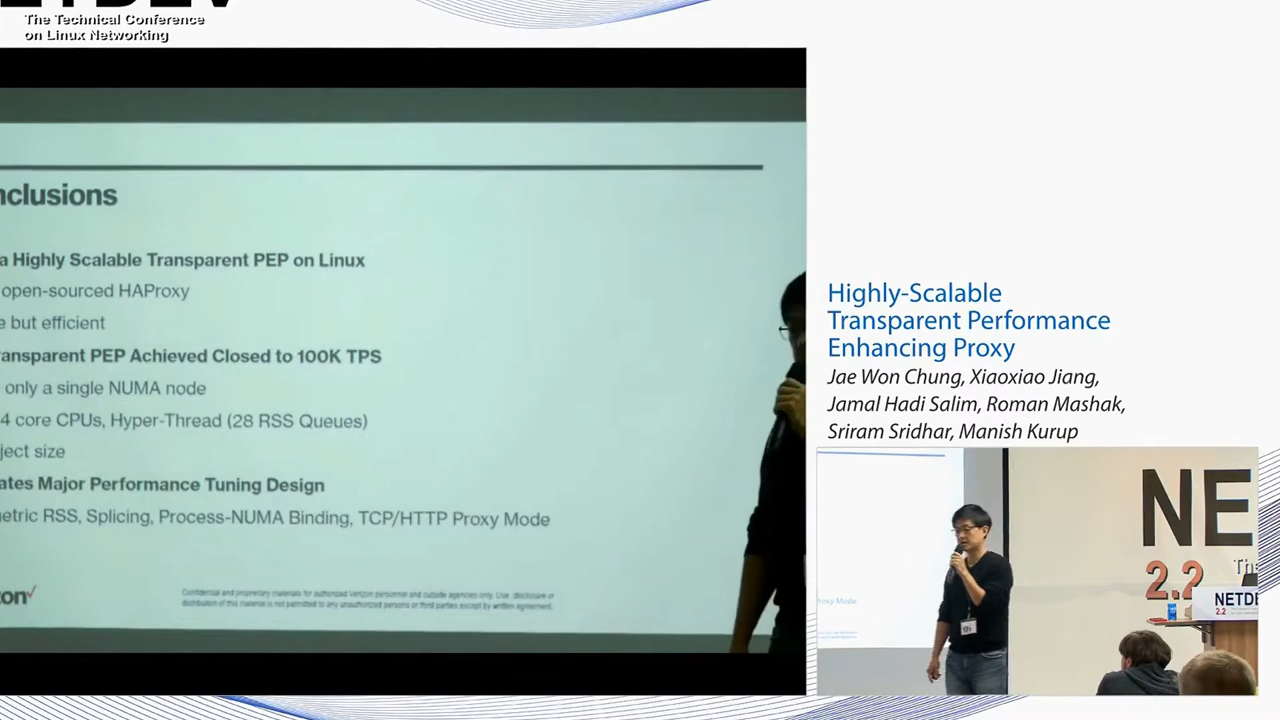 The Technical Conference
on Linux Networking
nclusions
a Highly Scalable Transparent PEP on Linux
open-sourced HAProxy
e but efficient
ansparent PEP Achieved Closed to 100K TPS
only a single NUMA node
4 core CPUs, Hyper-Thread (28 RSS Queues)
ject size
ates Major Performance Tuning Design
etric RSS, Splicing, Process-NUMA Binding, TCP/HTTP Proxy Mode
zon
Confidential and proprietary materials for authorized Verizon personnel and outside agencies only. Use, disclosure or
distribution of this material is not permitted to any unauthorized persons or third parties except by written agreement.
Highly-Scalable
Transparent Performance
Enhancing Proxy
Jae Won Chung, Xiaoxiao Jiang,
Jamal Hadi Salim, Roman Mashak,
Sriram Sridhar, Manish Kurup
Proxy Mode
NE
2.2
Th
NETDE
2.2